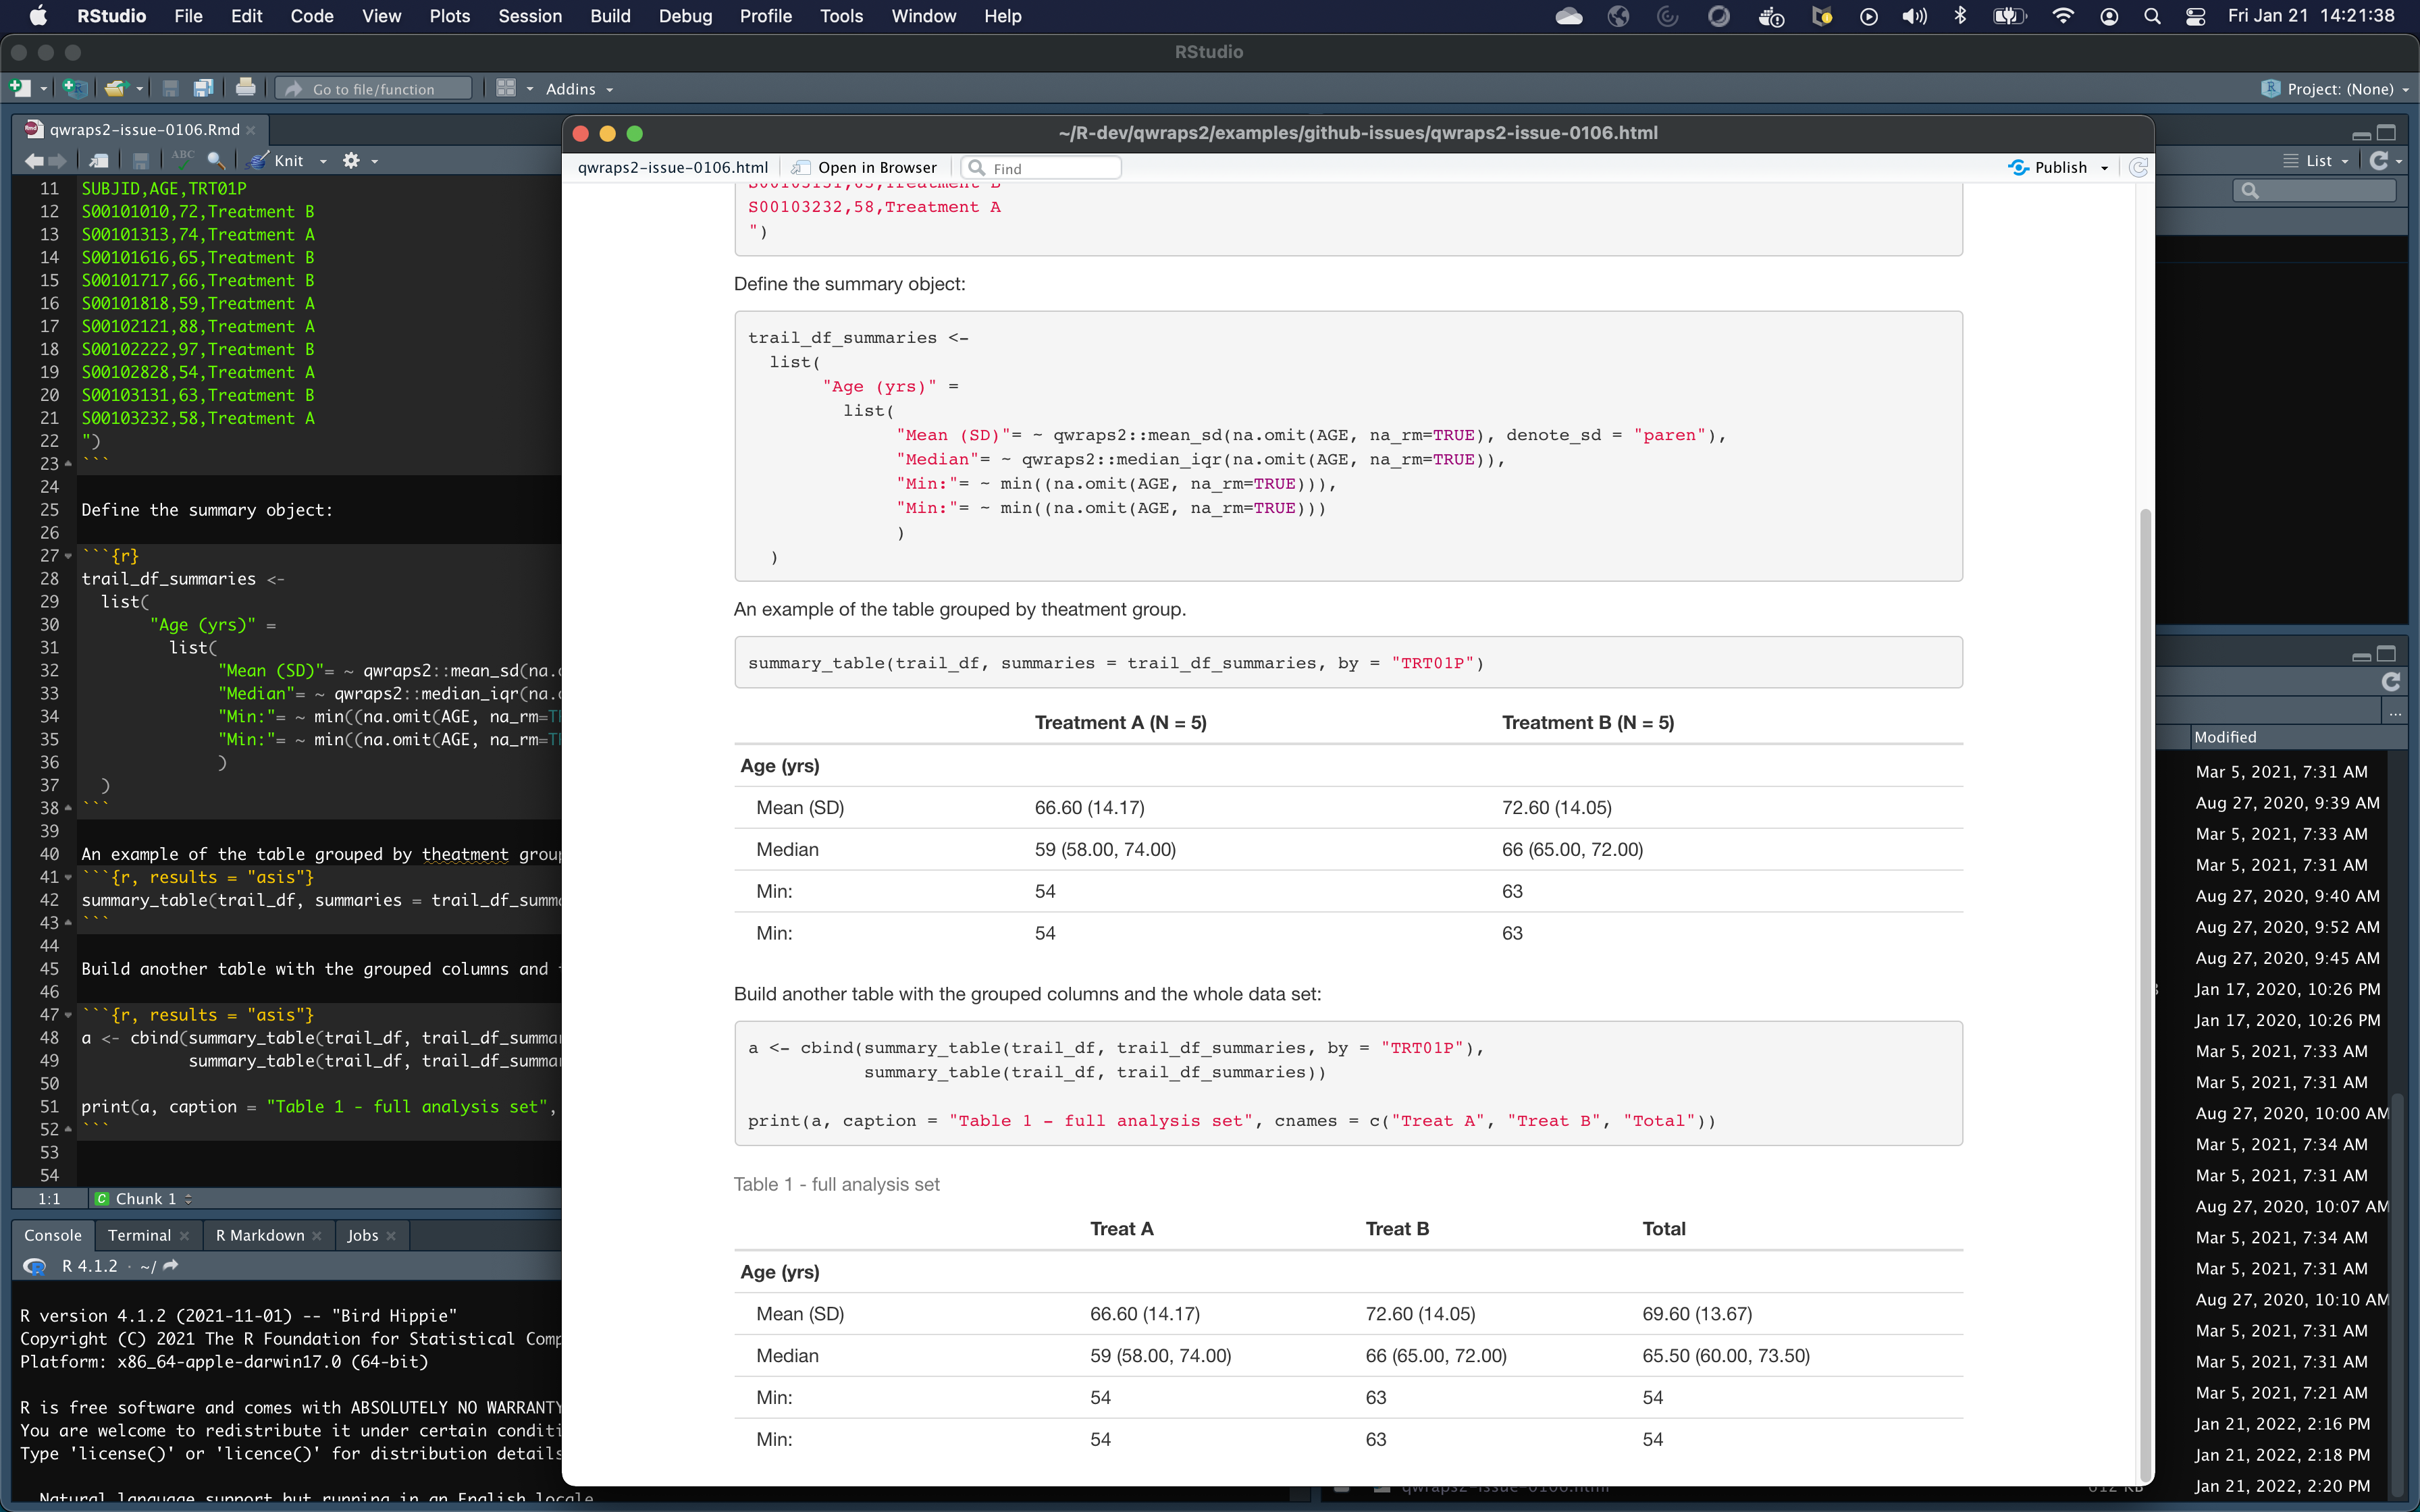 RStudio File Edit Code View Plots Session Build Debug Profile Tools Window Help Fri Jan 21 14:21:38
RStudio
Go to file/function Addins Project: (None)
qwraps2-issue-0106.Rmd
ABC Knit
11 SUBJID,AGE,TRT01P
12 S00101010,72,Treatment B
13 S00101313,74,Treatment A
14 S00101616,65,Treatment B
15 S00101717,66,Treatment B
16 S00101818,59,Treatment A
17 S00102121,88,Treatment A
18 S00102222,97,Treatment B
19 S00102828,54,Treatment A
20 S00103131,63,Treatment B
21 S00103232,58,Treatment A
22 ")
23 ```
24
25 Define the summary object:
26
27 ```{r}
28 trail_df_summaries <-
29 list(
30 "Age (yrs)" =
31 list(
32 "Mean (SD)"= ~ qwraps2::mean_sd(na.
33 "Median"= ~ qwraps2::median_iqr(na.
34 "Min:"= ~ min((na.omit(AGE, na_rm=T
35 "Min:"= ~ min((na.omit(AGE, na_rm=T
36 )
37 )
38 ```
39
40 An example of the table grouped by theatment grou
41 ```{r, results = "asis"}
42 summary_table(trail_df, summaries = trail_df_summ
43 ```
44
45 Build another table with the grouped columns and
46
47 ```{r, results = "asis"}
48 a <- cbind(summary_table(trail_df, trail_df_summa
49 summary_table(trail_df, trail_df_summa
50
51 print(a, caption = "Table 1 - full analysis set",
52 ```
53
54
1:1 Chunk 1
Console Terminal R Markdown Jobs
R 4.1.2 · ~/
R version 4.1.2 (2021-11-01) -- "Bird Hippie"
Copyright (C) 2021 The R Foundation for Statistical Comp
Platform: x86_64-apple-darwin17.0 (64-bit)
R is free software and comes with ABSOLUTELY NO WARRANTY
You are welcome to redistribute it under certain conditi
Type 'license()' or 'licence()' for distribution details
Natural language support but running in an English locale
~/R-dev/qwraps2/examples/github-issues/qwraps2-issue-0106.html
qwraps2-issue-0106.html Open in Browser Find Publish
S00103131,63,Treatment B
S00103232,58,Treatment A
")
Define the summary object:
trail_df_summaries <-
list(
"Age (yrs)" =
list(
"Mean (SD)"= ~ qwraps2::mean_sd(na.omit(AGE, na_rm=TRUE), denote_sd = "paren"),
"Median"= ~ qwraps2::median_iqr(na.omit(AGE, na_rm=TRUE)),
"Min:"= ~ min((na.omit(AGE, na_rm=TRUE))),
"Min:"= ~ min((na.omit(AGE, na_rm=TRUE)))
)
)
An example of the table grouped by theatment group.
summary_table(trail_df, summaries = trail_df_summaries, by = "TRT01P")
Treatment A (N = 5) Treatment B (N = 5)
Age (yrs)
Mean (SD) 66.60 (14.17) 72.60 (14.05)
Median 59 (58.00, 74.00) 66 (65.00, 72.00)
Min: 54 63
Min: 54 63
Build another table with the grouped columns and the whole data set:
a <- cbind(summary_table(trail_df, trail_df_summaries, by = "TRT01P"),
summary_table(trail_df, trail_df_summaries))
print(a, caption = "Table 1 - full analysis set", cnames = c("Treat A", "Treat B", "Total"))
Table 1 - full analysis set
Treat A Treat B Total
Age (yrs)
Mean (SD) 66.60 (14.17) 72.60 (14.05) 69.60 (13.67)
Median 59 (58.00, 74.00) 66 (65.00, 72.00) 65.50 (60.00, 73.50)
Min: 54 63 54
Min: 54 63 54
List
...
Modified
Mar 5, 2021, 7:31 AM
Aug 27, 2020, 9:39 AM
Mar 5, 2021, 7:33 AM
Mar 5, 2021, 7:31 AM
Aug 27, 2020, 9:40 AM
Aug 27, 2020, 9:52 AM
Aug 27, 2020, 9:45 AM
Jan 17, 2020, 10:26 PM
Jan 17, 2020, 10:26 PM
Mar 5, 2021, 7:33 AM
Mar 5, 2021, 7:31 AM
Aug 27, 2020, 10:00 AM
Mar 5, 2021, 7:34 AM
Mar 5, 2021, 7:31 AM
Aug 27, 2020, 10:07 AM
Mar 5, 2021, 7:34 AM
Mar 5, 2021, 7:31 AM
Aug 27, 2020, 10:10 AM
Mar 5, 2021, 7:31 AM
Mar 5, 2021, 7:31 AM
Mar 5, 2021, 7:21 AM
Jan 21, 2022, 2:16 PM
Jan 21, 2022, 2:18 PM
qwraps2-issue-0106.html 612 KB Jan 21, 2022, 2:20 PM